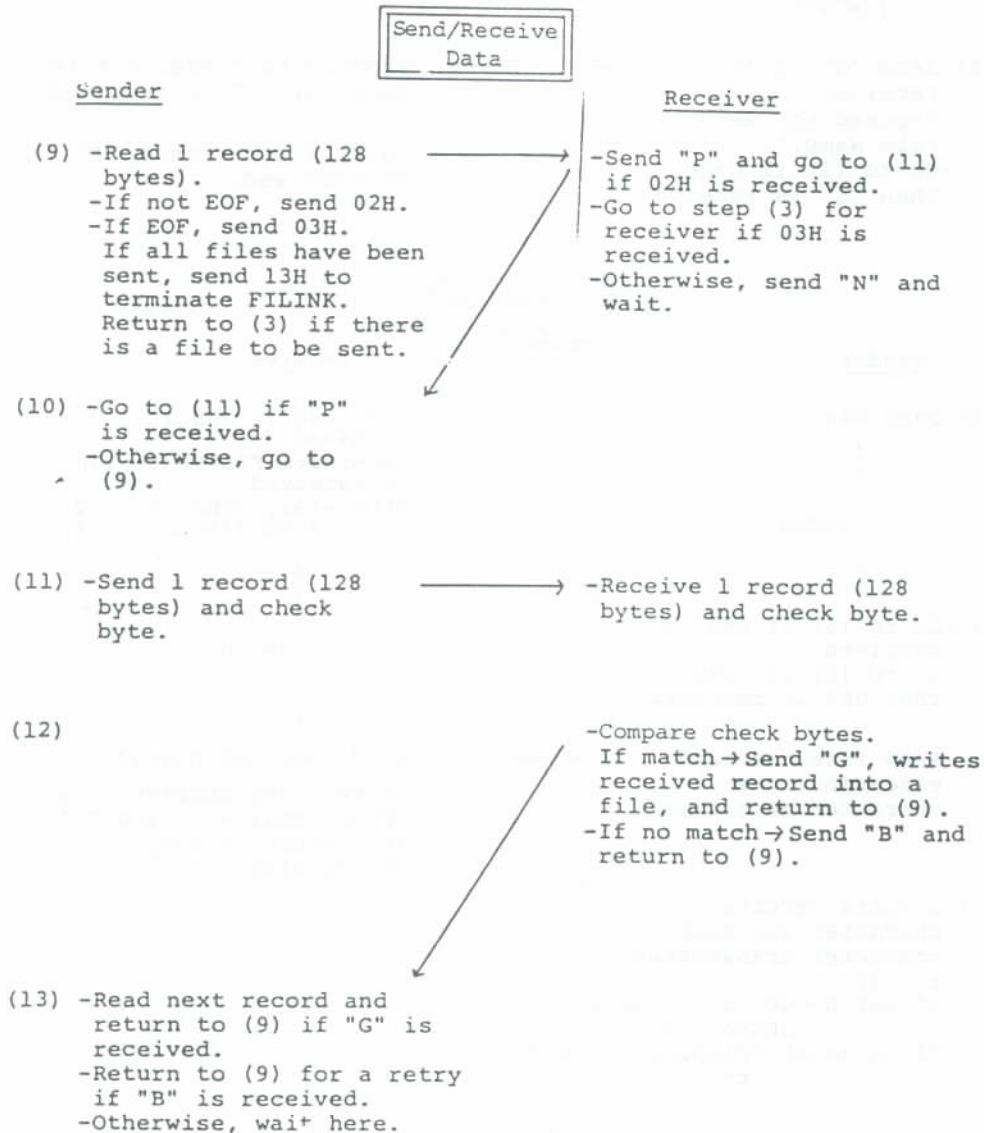 Send/Receive
Data
Sender
Receiver
(9) -Read 1 record (128
bytes).
-If not EOF, send 02H.
-If EOF, send 03H.
If all files have been
sent, send 13H to
terminate FILINK.
Return to (3) if there
is a file to be sent.
-Send "P" and go to (11)
if 02H is received.
-Go to step (3) for
receiver if 03H is
received.
-Otherwise, send "N" and
wait.
(10) -Go to (11) if "P"
is received.
-Otherwise, go to
(9).
(11) -Send 1 record (128
bytes) and check
byte.
-Receive 1 record (128
bytes) and check byte.
(12)
-Compare check bytes.
If match→Send "G", writes
received record into a
file, and return to (9).
-If no match→Send "B" and
return to (9).
(13) -Read next record and
return to (9) if "G" is
received.
-Return to (9) for a retry
if "B" is received.
-Otherwise, wait here.